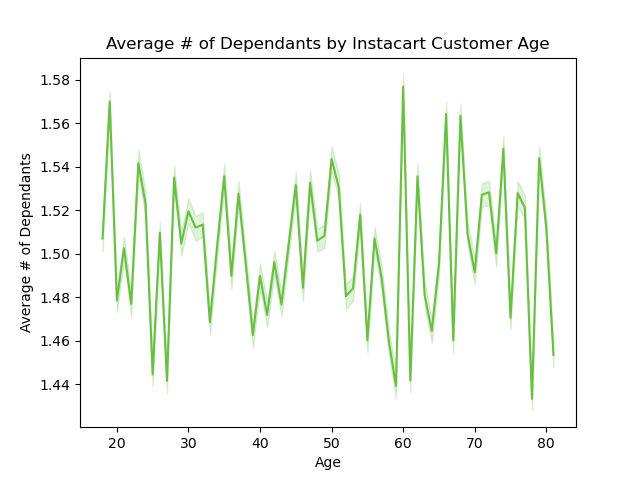 Average # of Dependants by Instacart Customer Age
Average # of Dependants
1.58
1.56
1.54
1.52
1.50
1.48
1.46
1.44
20 30 40 50 60 70 80
Age